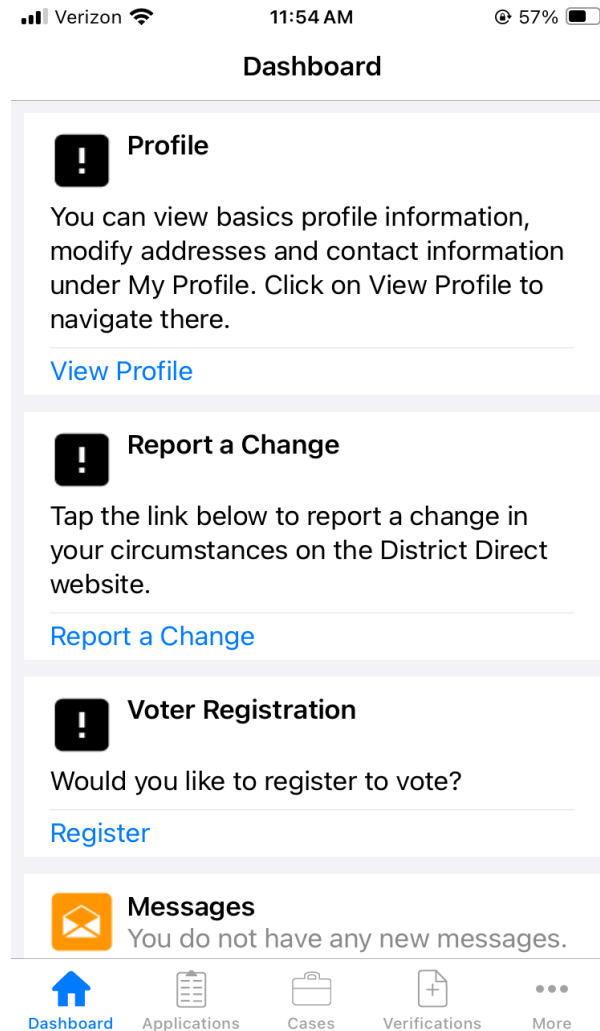 Verizon 11:54 AM 57%
Dashboard
Profile
You can view basics profile information,
modify addresses and contact information
under My Profile. Click on View Profile to
navigate there.
View Profile
Report a Change
Tap the link below to report a change in
your circumstances on the District Direct
website.
Report a Change
Voter Registration
Would you like to register to vote?
Register
Messages
You do not have any new messages.
Dashboard Applications Cases Verifications More